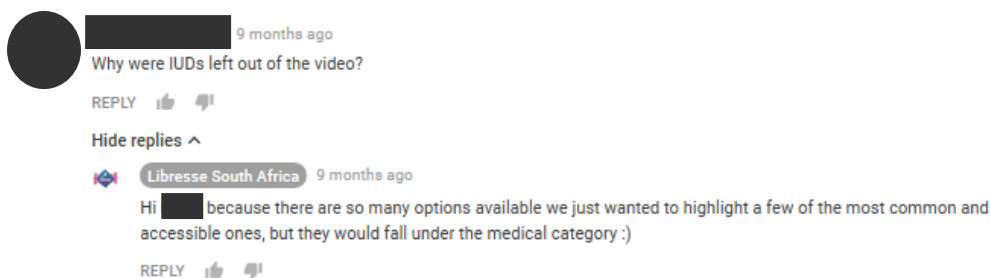 9 months ago
Why were IUDs left out of the video?
REPLY
Hide replies
Libresse South Africa 9 months ago
Hi because there are so many options available we just wanted to highlight a few of the most common and
accessible ones, but they would fall under the medical category :)
REPLY